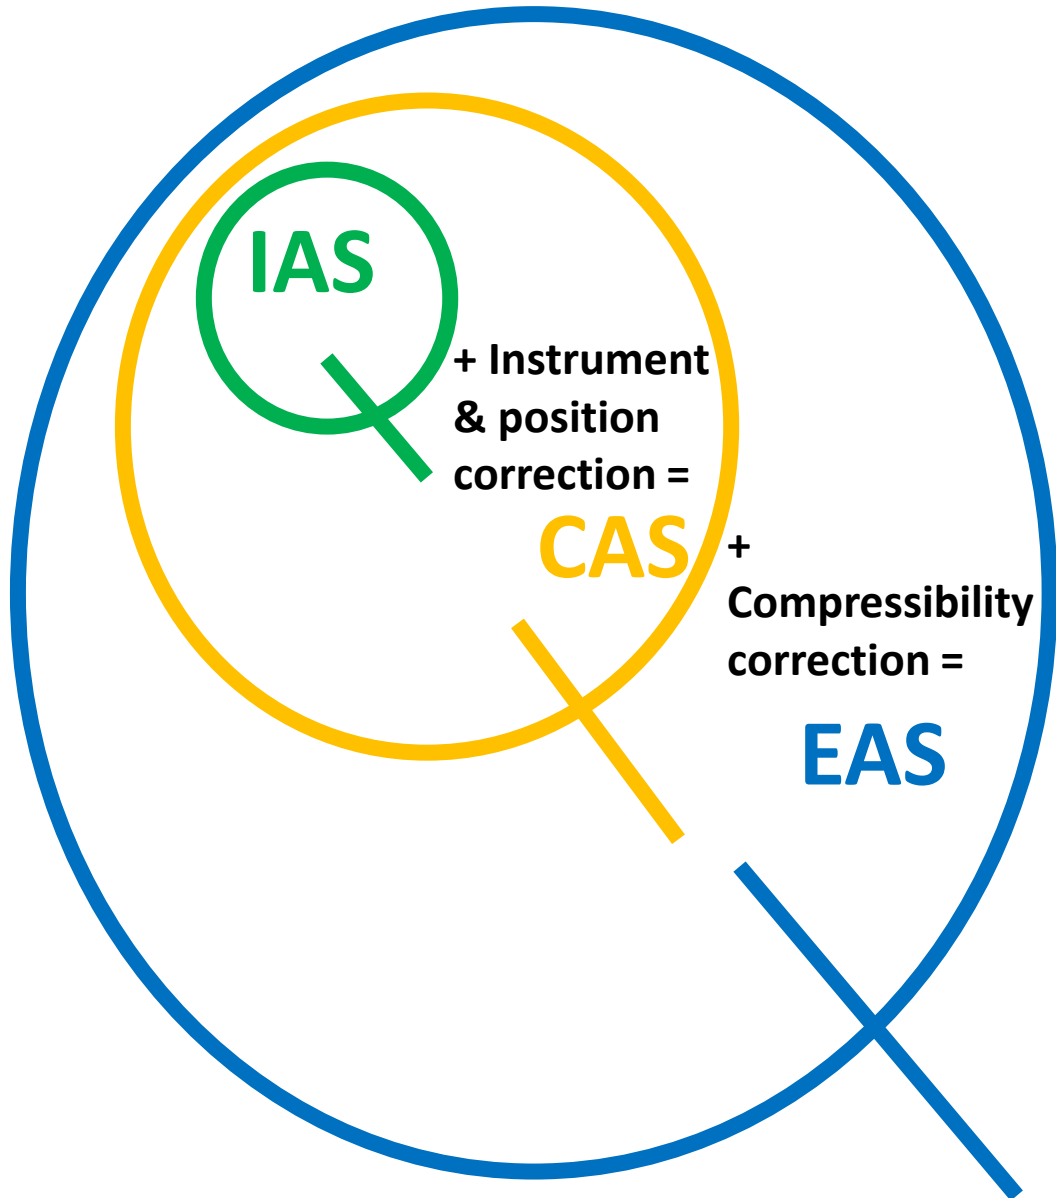 IAS
+ Instrument
& position
correction =
CAS
+
Compressibility
correction =
EAS